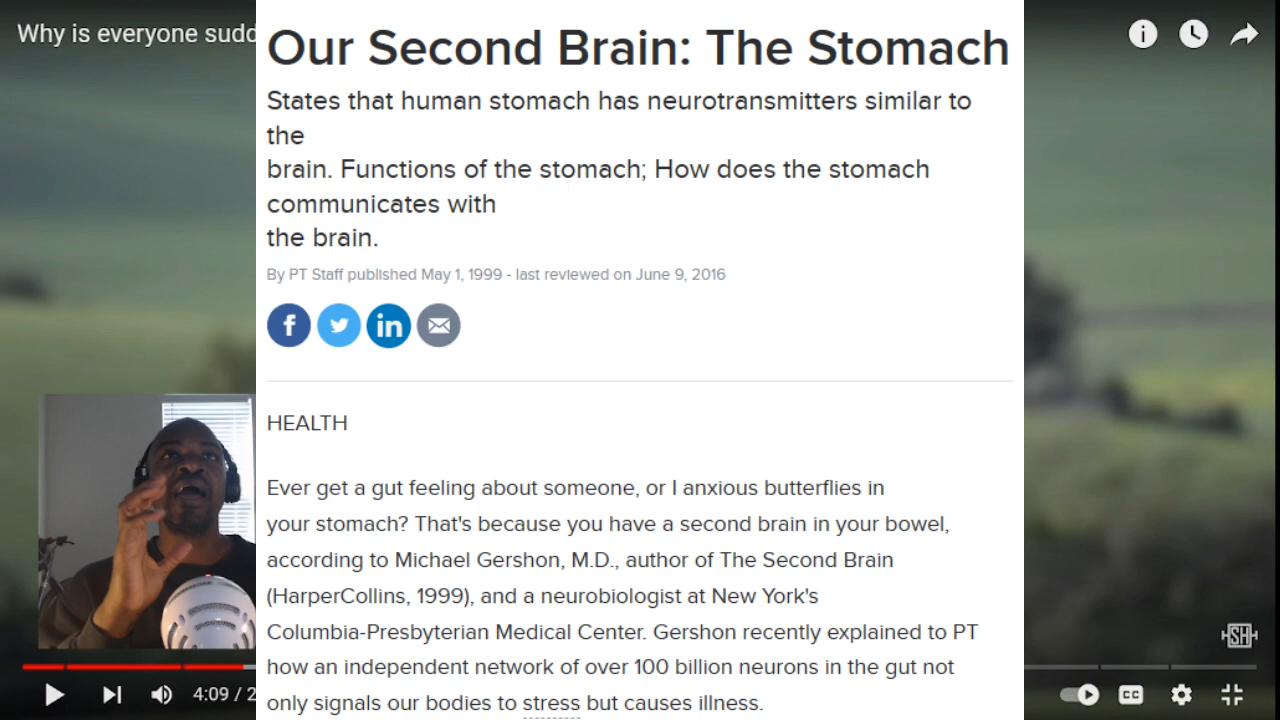 Why is everyone sudd
Our Second Brain: The Stomach
States that human stomach has neurotransmitters similar to
the
brain. Functions of the stomach; How does the stomach
communicates with
the brain.
By PT Staff published May 1, 1999 - last reviewed on June 9, 2016
HEALTH
Ever get a gut feeling about someone, or I anxious butterflies in
your stomach? That's because you have a second brain in your bowel,
according to Michael Gershon, M.D., author of The Second Brain
(HarperCollins, 1999), and a neurobiologist at New York's
Columbia-Presbyterian Medical Center. Gershon recently explained to PT
how an independent network of over 100 billion neurons in the gut not
only signals our bodies to stress but causes illness.
SH
4:09 / 2
CC